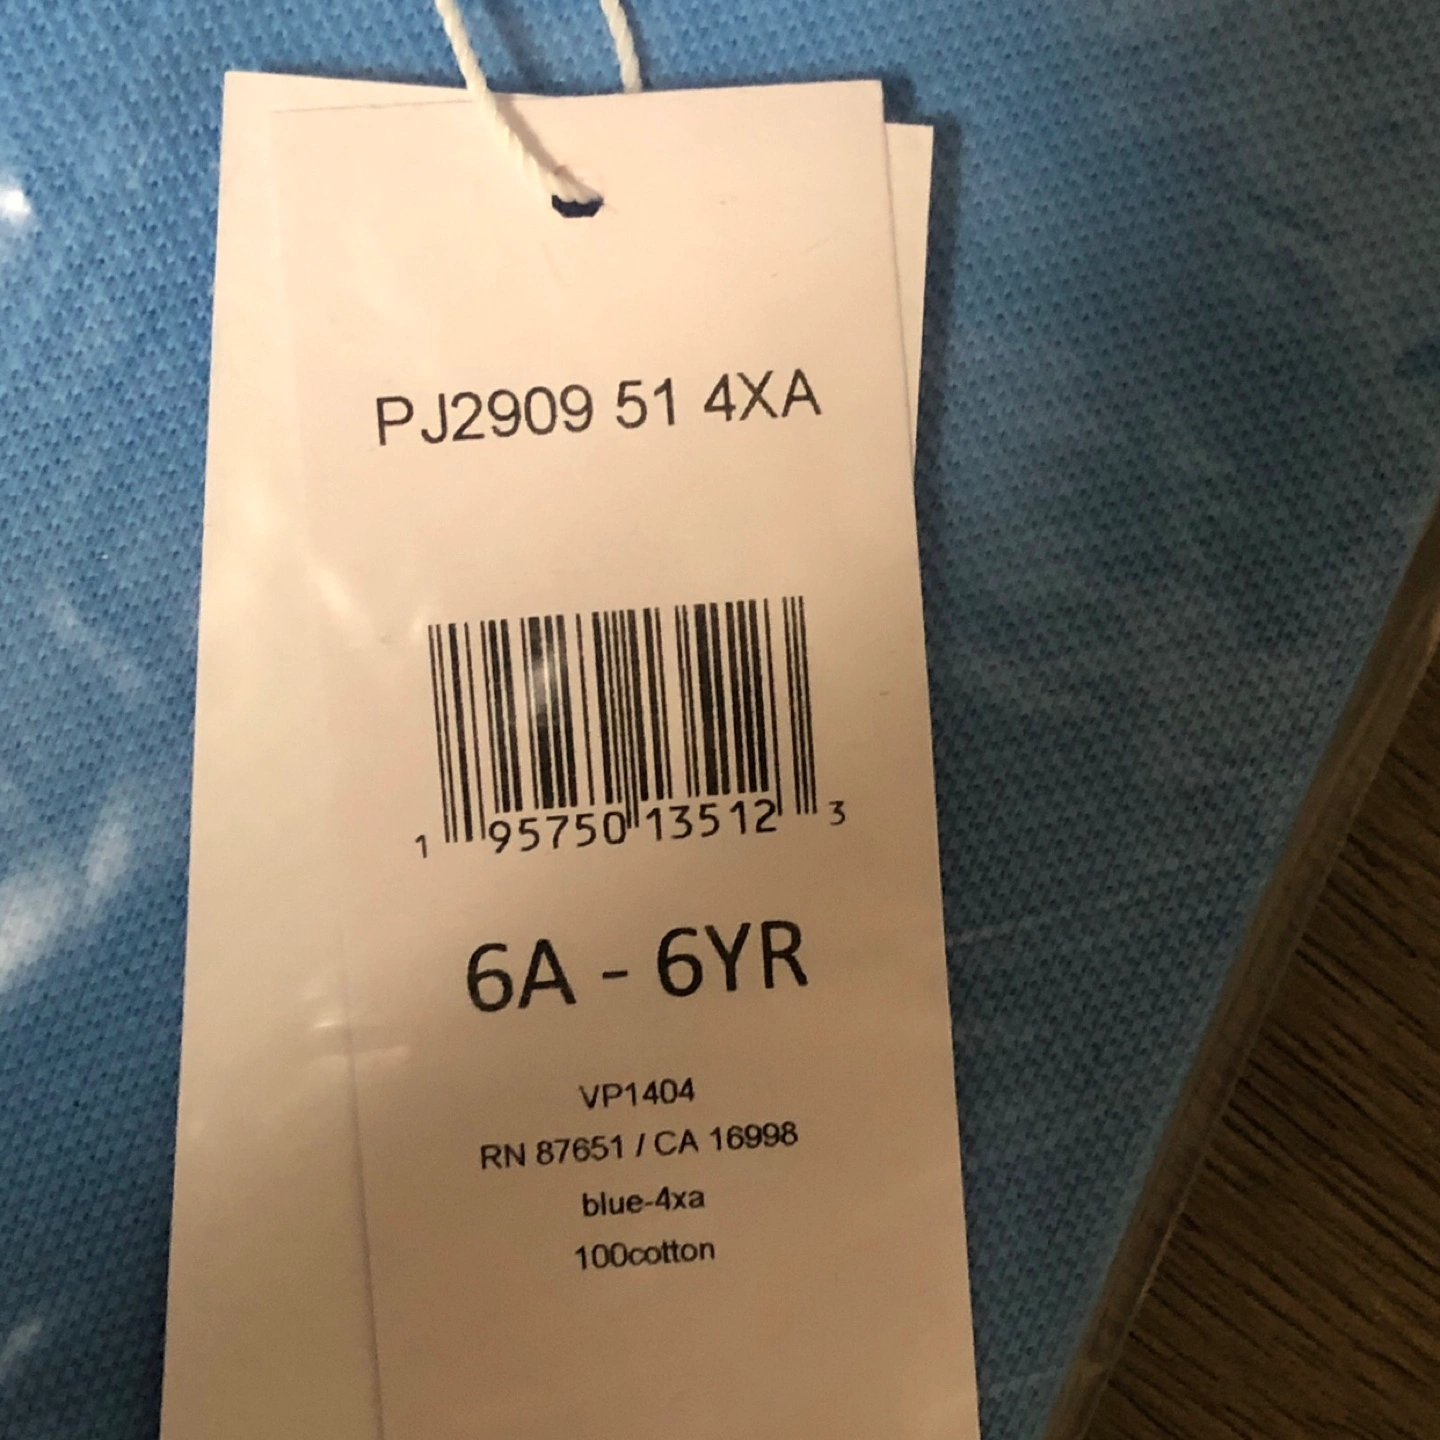 PJ2909 51 4XA
1 95750 13512 3
6A - 6YR
VP1404
RN 87651 / CA 16998
blue-4xa
100cotton